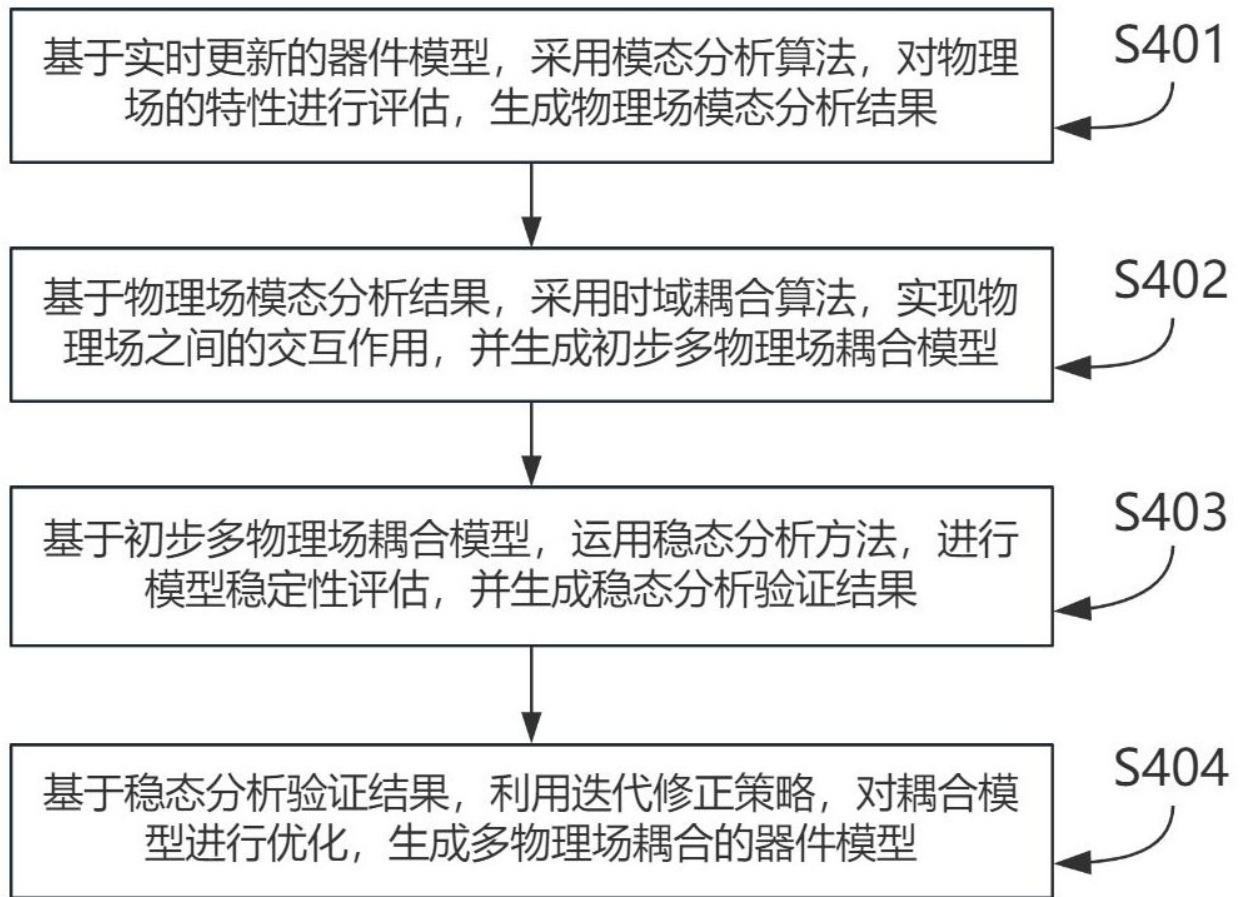 基于实时更新的器件模型，采用模态分析算法，对物理
场的特性进行评估，生成物理场模态分析结果
S401
基于物理场模态分析结果，采用时域耦合算法，实现物
理场之间的交互作用，并生成初步多物理场耦合模型
S402
基于初步多物理场耦合模型，运用稳态分析方法，进行
模型稳定性评估，并生成稳态分析验证结果
S403
基于稳态分析验证结果，利用迭代修正策略，对耦合模
型进行优化，生成多物理场耦合的器件模型
S404